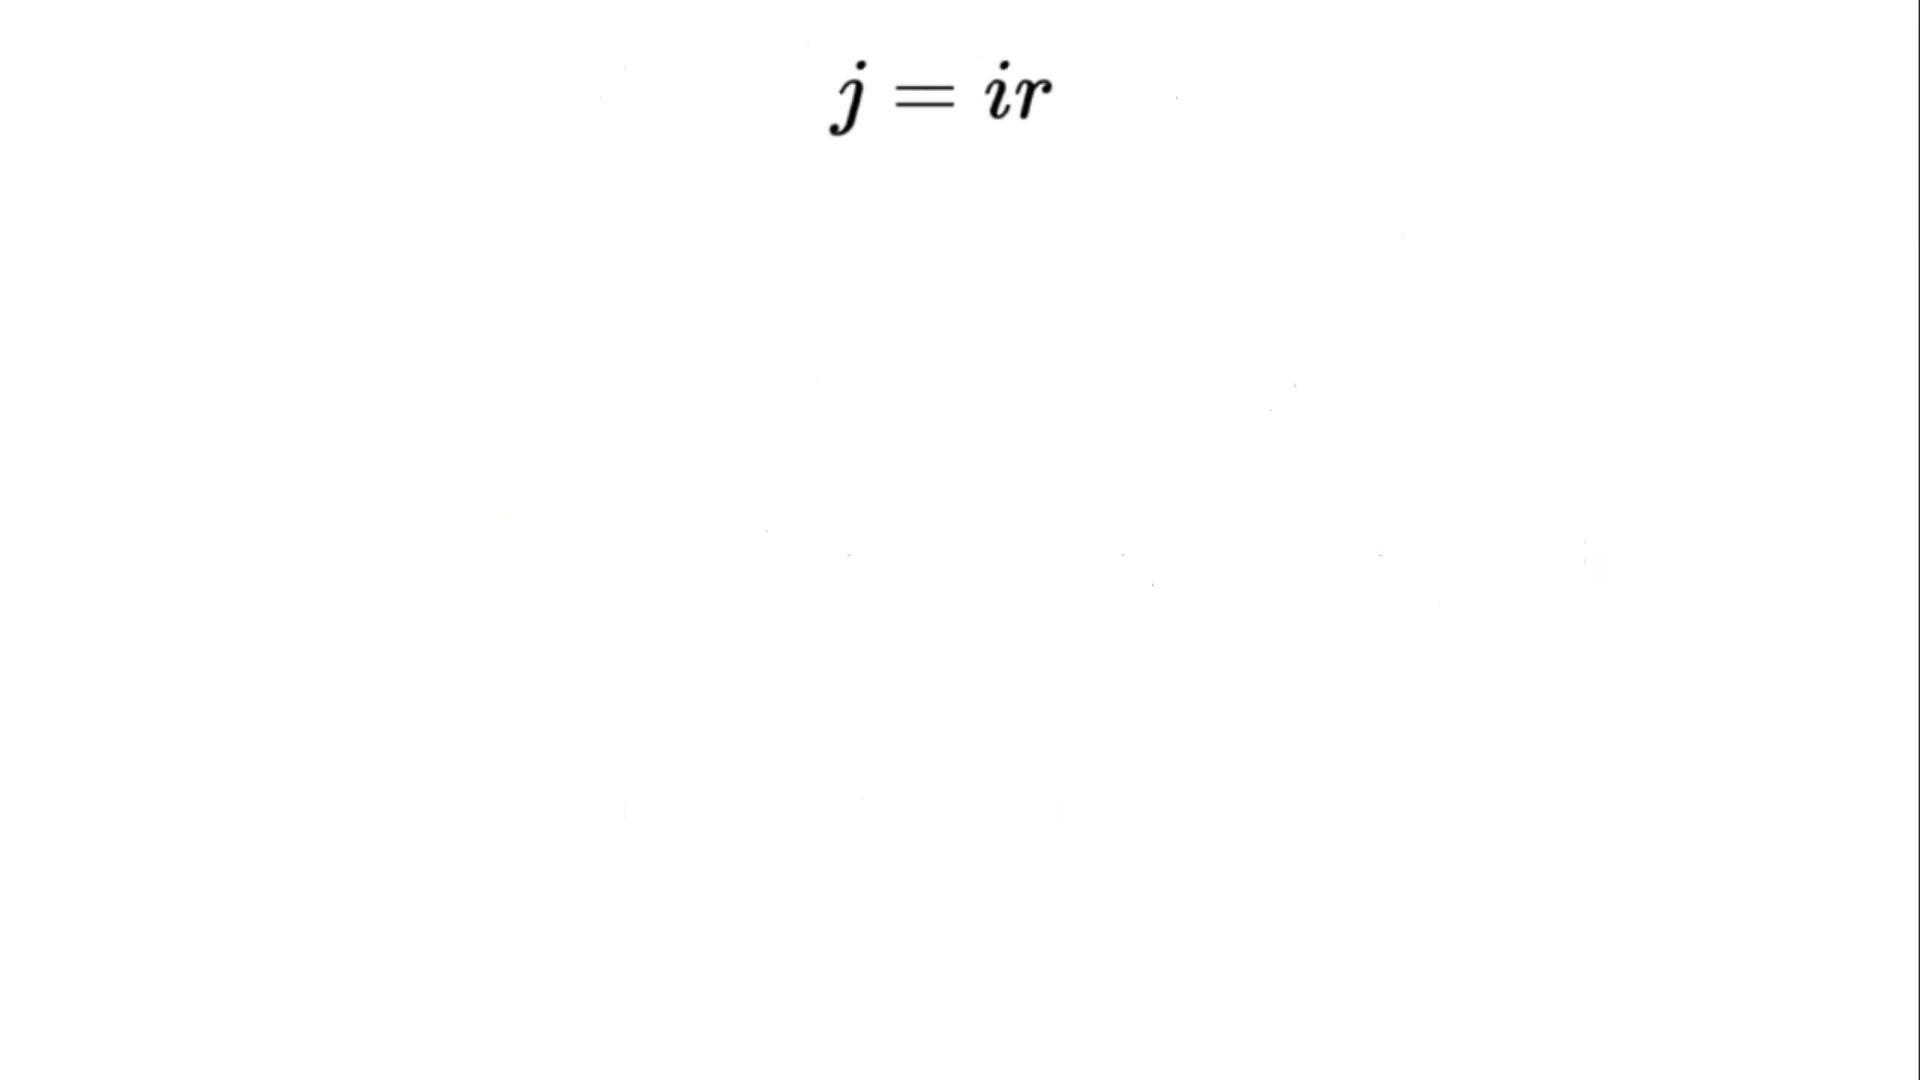 j = ir